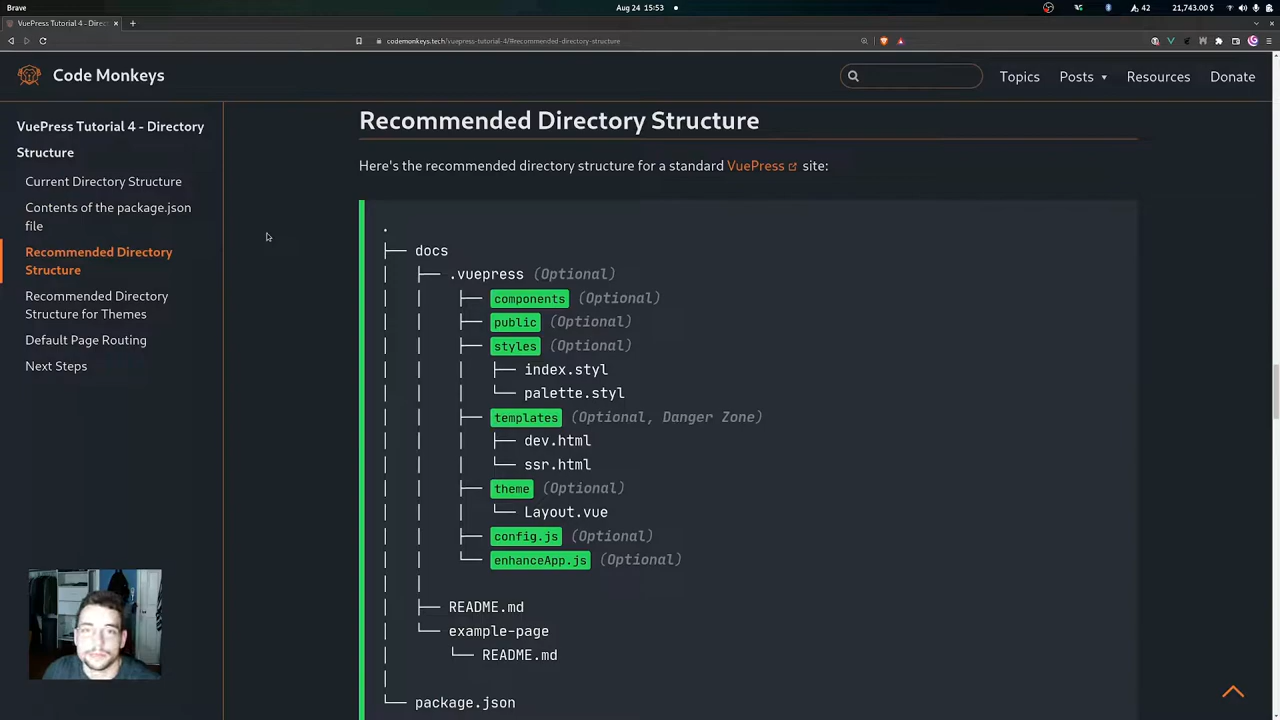 Brave
Aug 24 15:53
42
21,743.00 $
VuePress Tutorial 4 - Direc
codemonkeys.tech/vuepress-tutorial-4/#recommended-directory-structure
Code Monkeys
Topics
Posts
Resources
Donate
VuePress Tutorial 4 - Directory
Structure
Current Directory Structure
Contents of the package.json
file
Recommended Directory
Structure
Recommended Directory
Structure for Themes
Default Page Routing
Next Steps
Recommended Directory Structure
Here's the recommended directory structure for a standard VuePress site:
.
├── docs
│   ├── .vuepress (Optional)
│   │   ├── components (Optional)
│   │   ├── public (Optional)
│   │   ├── styles (Optional)
│   │   │   ├── index.styl
│   │   │   └── palette.styl
│   │   ├── templates (Optional, Danger Zone)
│   │   │   ├── dev.html
│   │   │   └── ssr.html
│   │   ├── theme (Optional)
│   │   │   └── Layout.vue
│   │   ├── config.js (Optional)
│   │   └── enhanceApp.js (Optional)
│   │
│   ├── README.md
│   └── example-page
│       └── README.md
│
└── package.json